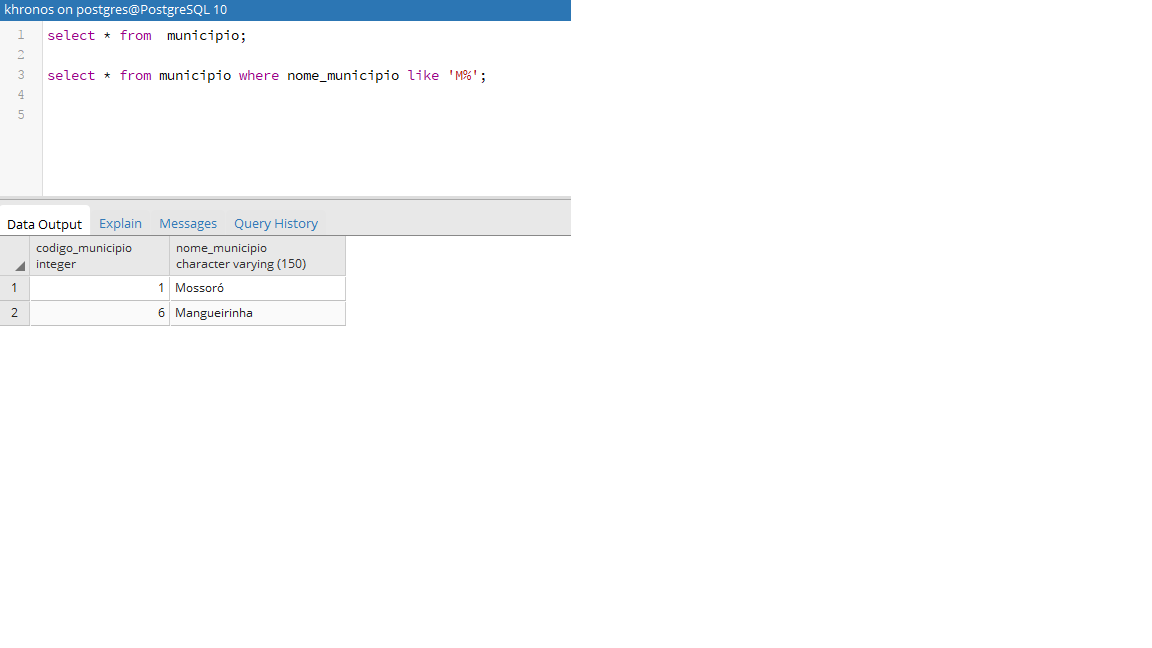 khronos on postgres@PostgreSQL 10
1 select * from  municipio;
2
3 select * from municipio where nome_municipio like 'M%';
4
5
Data Output Explain Messages Query History
codigo_municipio nome_municipio
integer character varying (150)
1 1 Mossoró
2 6 Mangueirinha